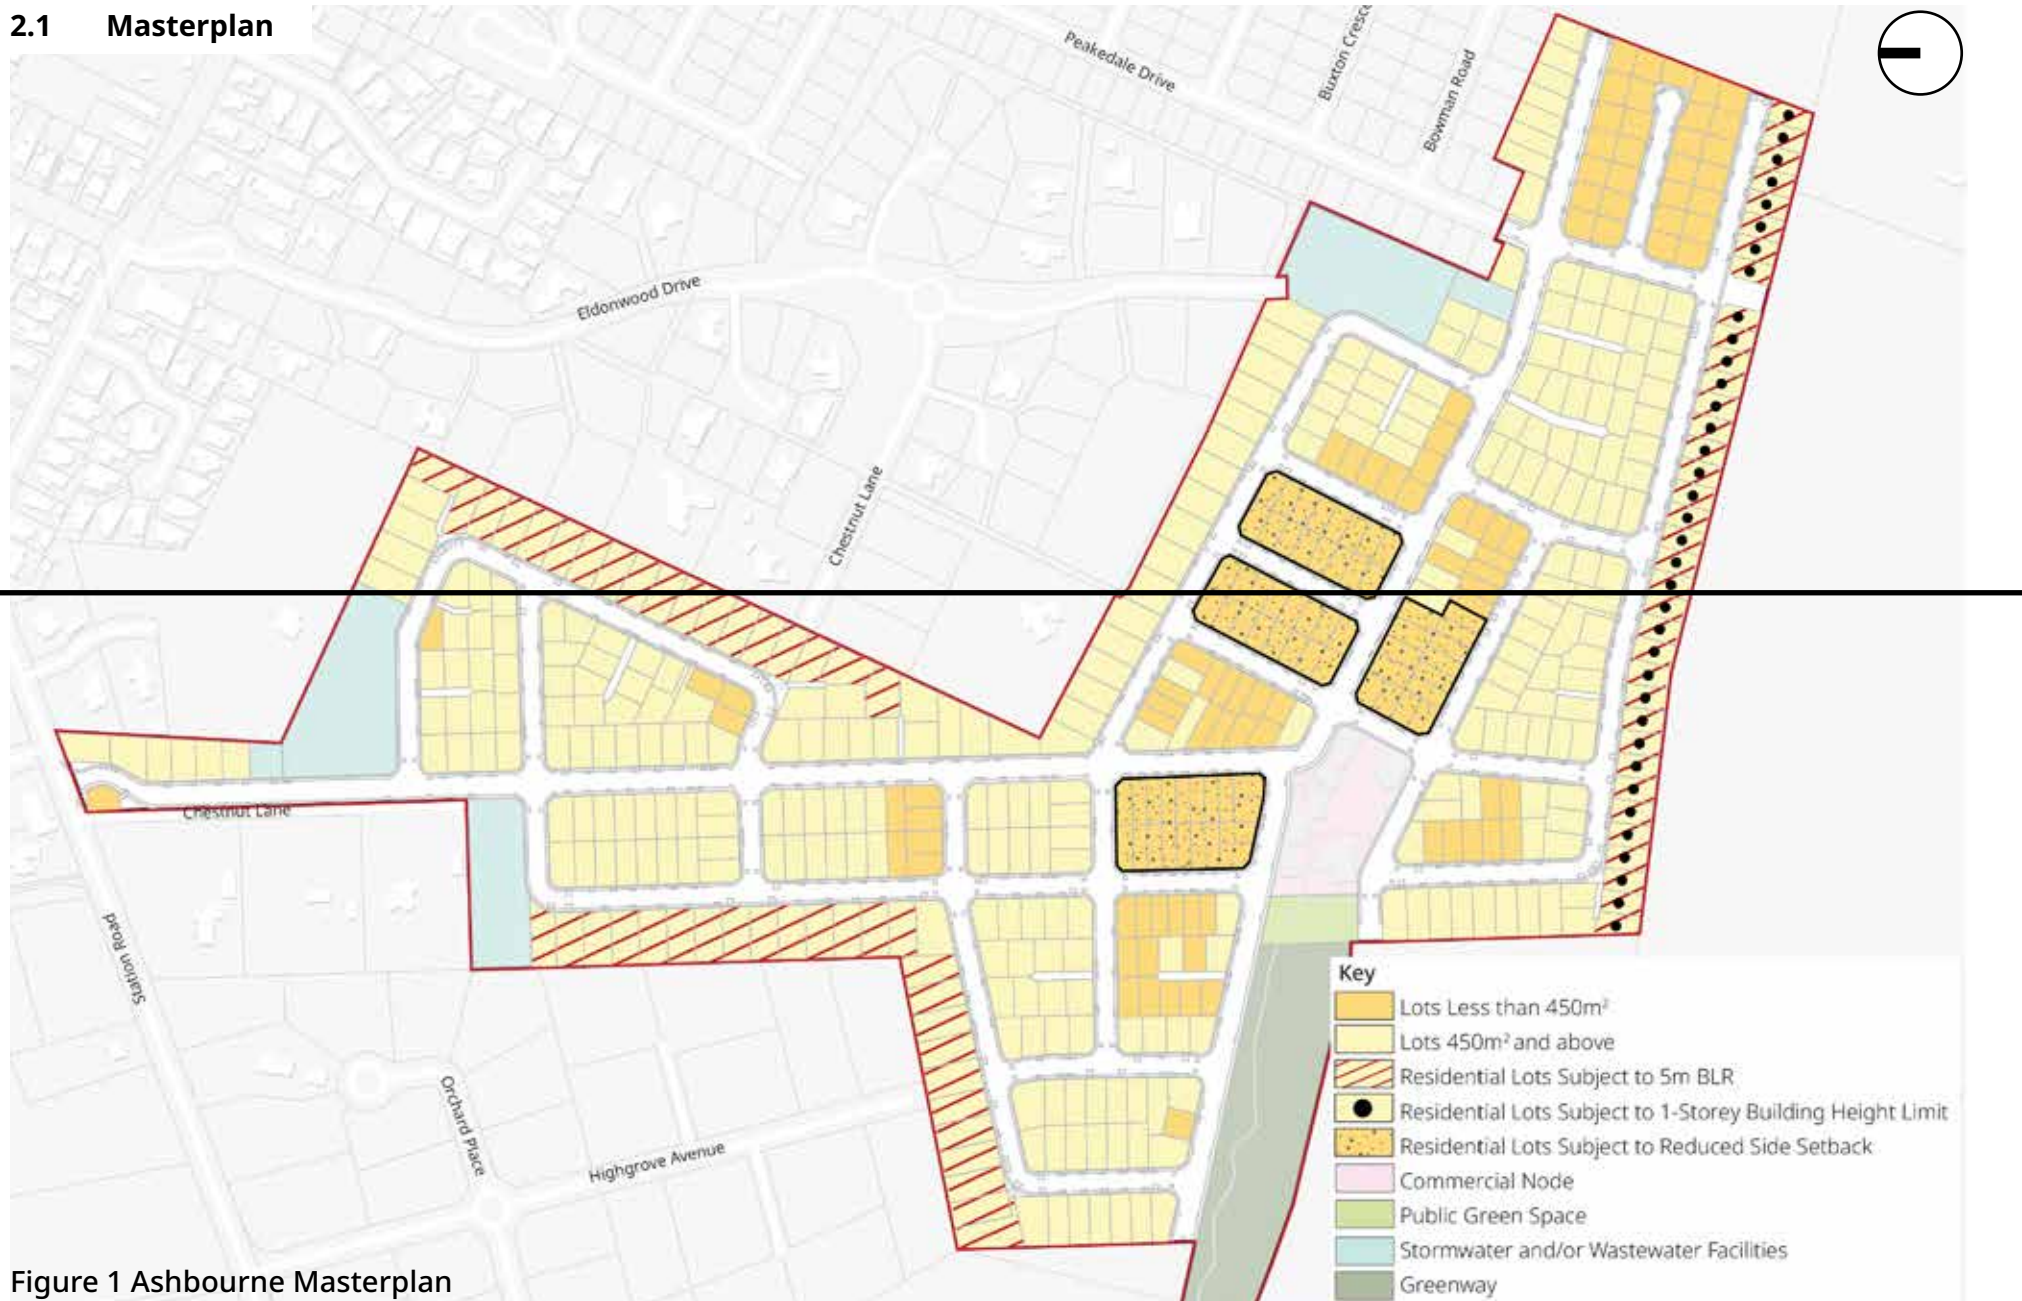 2.1 Masterplan
Peakedale Drive
Bowman Road
Eldonwood Drive
Chestnut Lane
Chestnut Lane
Station Road
Orchard Place
Highgrove Avenue
Key
Lots Less than 450m²
Lots 450m² and above
Residential Lots Subject to 5m BLR
Residential Lots Subject to 1-Storey Building Height Limit
Residential Lots Subject to Reduced Side Setback
Commercial Node
Public Green Space
Stormwater and/or Wastewater Facilities
Greenway
Figure 1 Ashbourne Masterplan